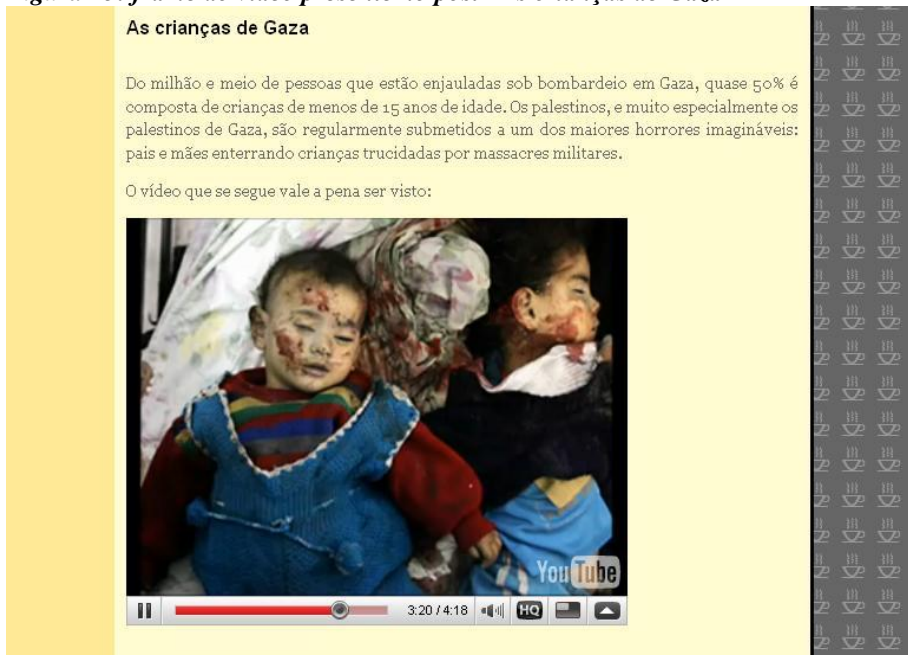 As crianças de Gaza
Do milhão e meio de pessoas que estão enjauladas sob bombardeio em Gaza, quase 50% é
composta de crianças de menos de 15 anos de idade. Os palestinos, e muito especialmente os
palestinos de Gaza, são regularmente submetidos a um dos maiores horrores imagináveis:
pais e mães enterrando crianças trucidadas por massacres militares.
O vídeo que se segue vale a pena ser visto:
YouTube
3:20 / 4:18
HQ